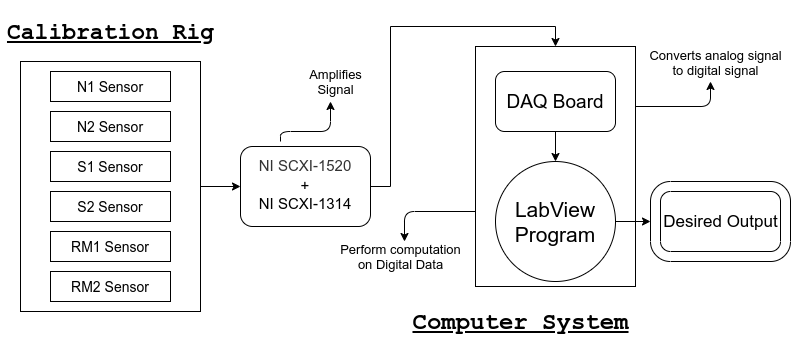 Calibration Rig
N1 Sensor
N2 Sensor
S1 Sensor
S2 Sensor
RM1 Sensor
RM2 Sensor
Amplifies
Signal
NI SCXI-1520
+
NI SCXI-1314
DAQ Board
LabView
Program
Converts analog signal
to digital signal
Perform computation
on Digital Data
Desired Output
Computer System